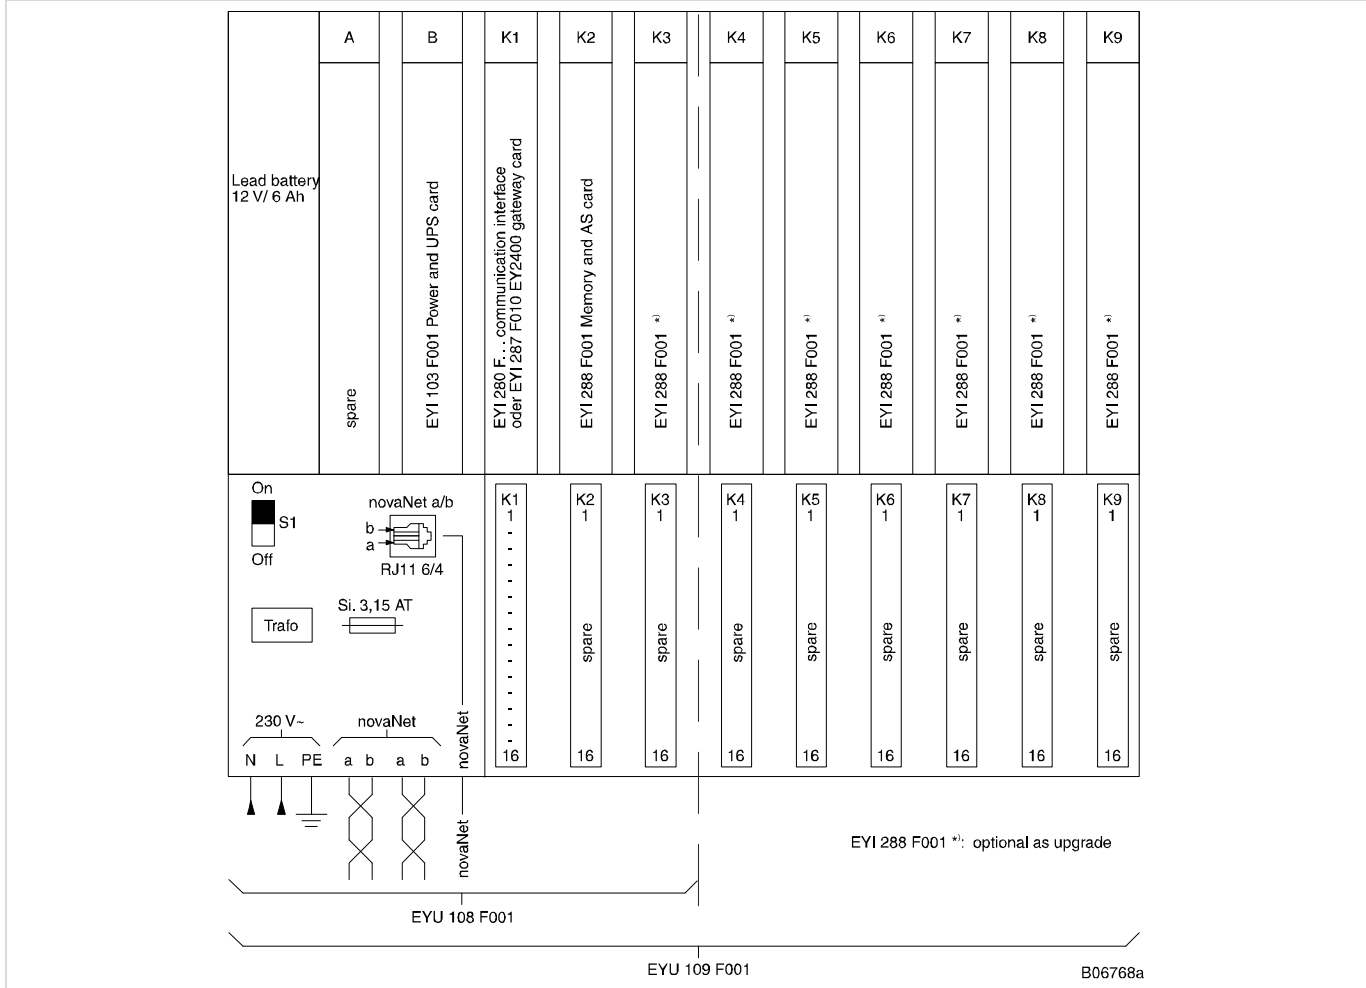 A B K1 K2 K3 K4 K5 K6 K7 K8 K9
Lead battery
12 V/ 6 Ah
spare
EYI 103 F001 Power and UPS card
EYI 280 F... communication interface
oder EYI 287 F010 EY2400 gateway card
EYI 288 F001 Memory and AS card
EYI 288 F001 *)
EYI 288 F001 *)
EYI 288 F001 *)
EYI 288 F001 *)
EYI 288 F001 *)
EYI 288 F001 *)
EYI 288 F001 *)
On
S1
Off
novaNet a/b
b
a
RJ11 6/4
Trafo
Si. 3,15 AT
230 V~
novaNet
N L PE a b a b
novaNet
novaNet
K1 K2 K3 K4 K5 K6 K7 K8 K9
1 1 1 1 1 1 1 1 1
spare spare spare spare spare spare spare spare
16 16 16 16 16 16 16 16 16
EYI 288 F001 *): optional as upgrade
EYU 108 F001
EYU 109 F001
B06768a